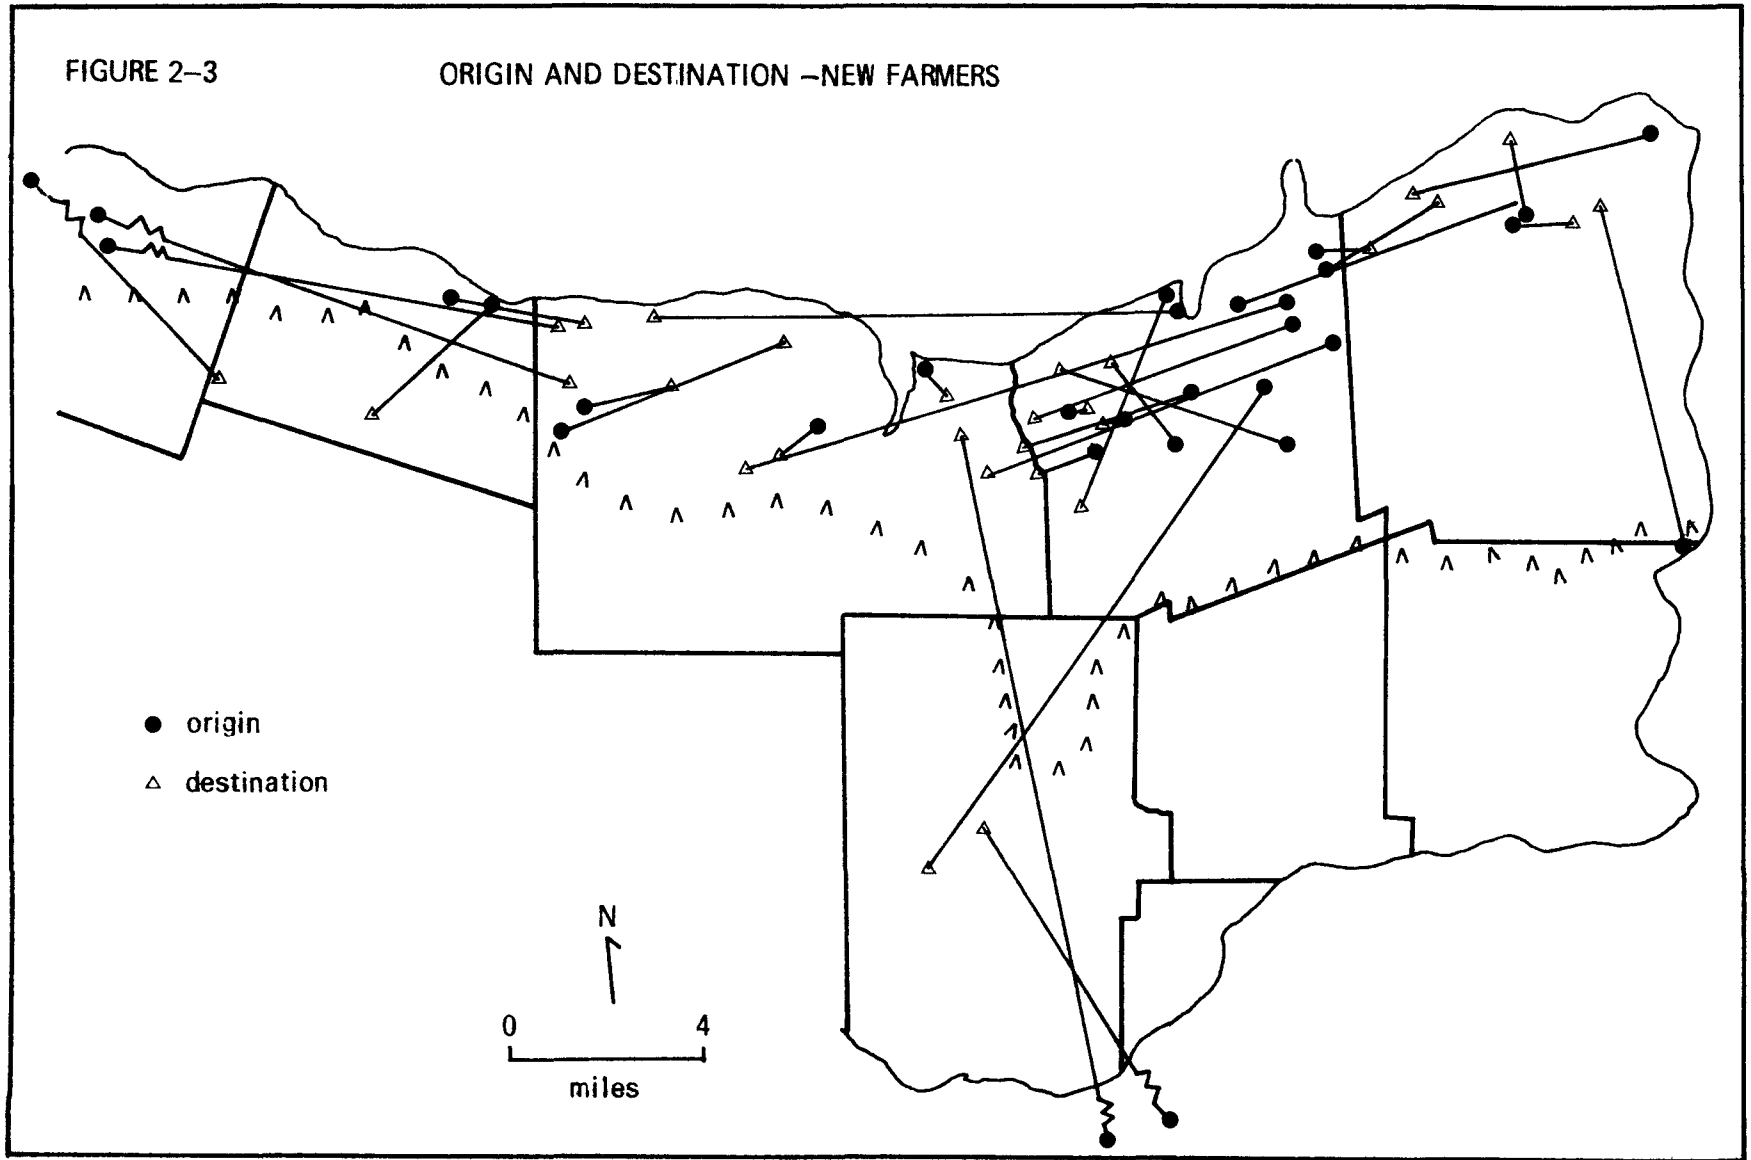 FIGURE 2–3
ORIGIN AND DESTINATION –NEW FARMERS
origin
destination
N
0 4
miles